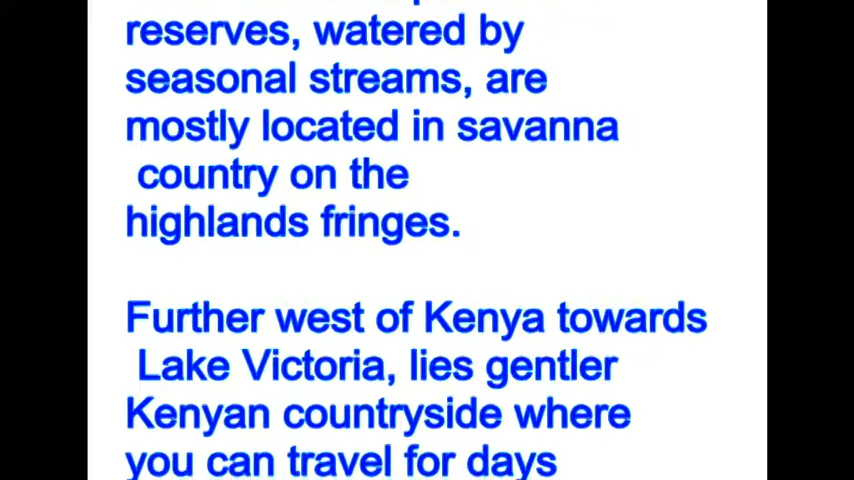 reserves, watered by
seasonal streams, are
mostly located in savanna
country on the
highlands fringes.
Further west of Kenya towards
Lake Victoria, lies gentler
Kenyan countryside where
you can travel for days